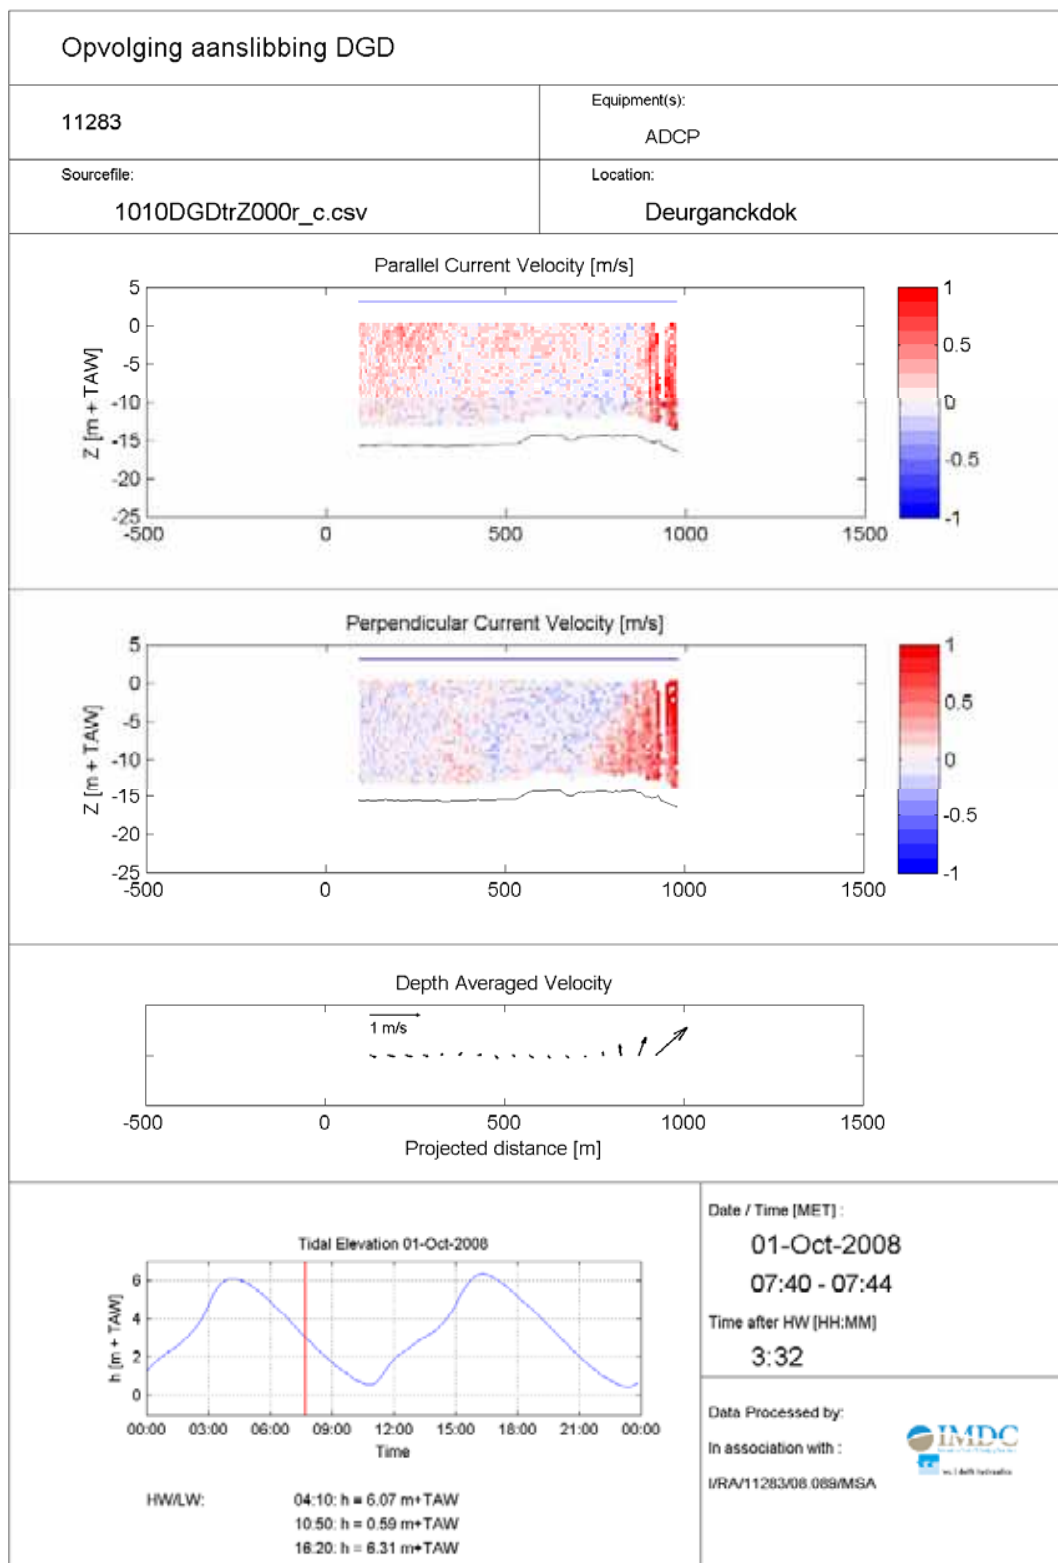 Opvolging aanslibbing DGD
11283
Equipment(s):
ADCP
Sourcefile:
1010DGDtrZ000r_c.csv
Location:
Deurganckdok
Parallel Current Velocity [m/s]
Z [m + TAW]
5
0
-5
-10
-15
-20
-25
-500
0
500
1000
1500
1
0.5
0
-0.5
-1
Perpendicular Current Velocity [m/s]
Z [m + TAW]
5
0
-5
-10
-15
-20
-25
-500
0
500
1000
1500
1
0.5
0
-0.5
-1
Depth Averaged Velocity
1 m/s
-500
0
500
1000
1500
Projected distance [m]
Tidal Elevation 01-Oct-2008
h [m + TAW]
6
4
2
0
00:00 03:00 06:00 09:00 12:00 15:00 18:00 21:00 00:00
Time
HW/LW:
04:10: h = 6.07 m+TAW
10:50: h = 0.59 m+TAW
16:20: h = 6.31 m+TAW
Date / Time [MET] :
01-Oct-2008
07:40 - 07:44
Time after HW [HH:MM]
3:32
Data Processed by:
IMDC
In association with :
wl | delft hydraulics
I/RA/11283/08.089/MSA